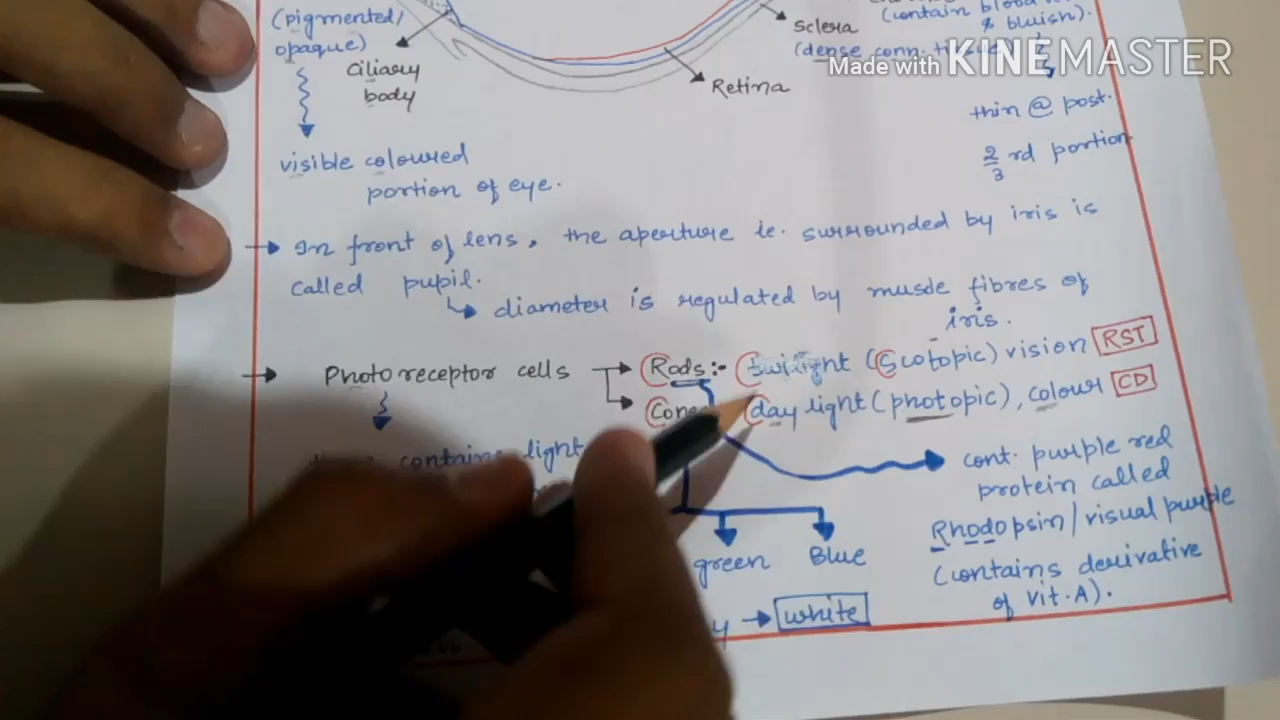 (pigmented/
opaque)
ciliary
body
sclera
(dense conn.
(contain
& bluish).
Made with KINEMASTER
Retina
thin @ post.
2/3 rd portion
visible coloured
portion of eye.
In front of lens, the aperture ie. surrounded by iris is
called pupil.
diameter is regulated by muscle fibres of
iris.
Photoreceptor cells
Rods:- twilight (Scotopic) vision RST
Cone day light (photopic), colour CD
contains light
cont. purple red
protein called
Rhodopsin/visual purple
(contains derivative
of vit.A).
green Blue
white